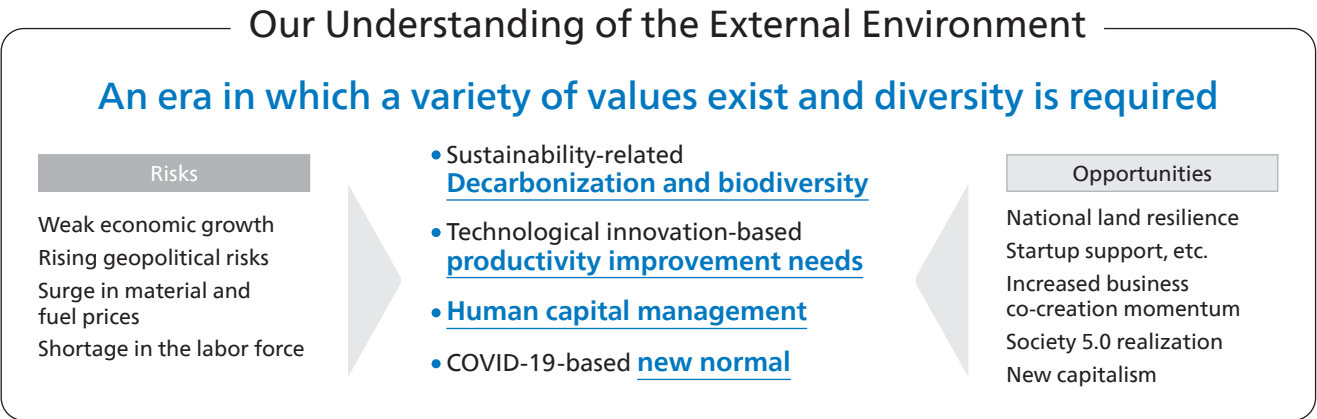 Our Understanding of the External Environment
An era in which a variety of values exist and diversity is required
Risks
Weak economic growth
Rising geopolitical risks
Surge in material and
fuel prices
Shortage in the labor force
• Sustainability-related
Decarbonization and biodiversity
• Technological innovation-based
productivity improvement needs
• Human capital management
• COVID-19-based new normal
Opportunities
National land resilience
Startup support, etc.
Increased business
co-creation momentum
Society 5.0 realization
New capitalism